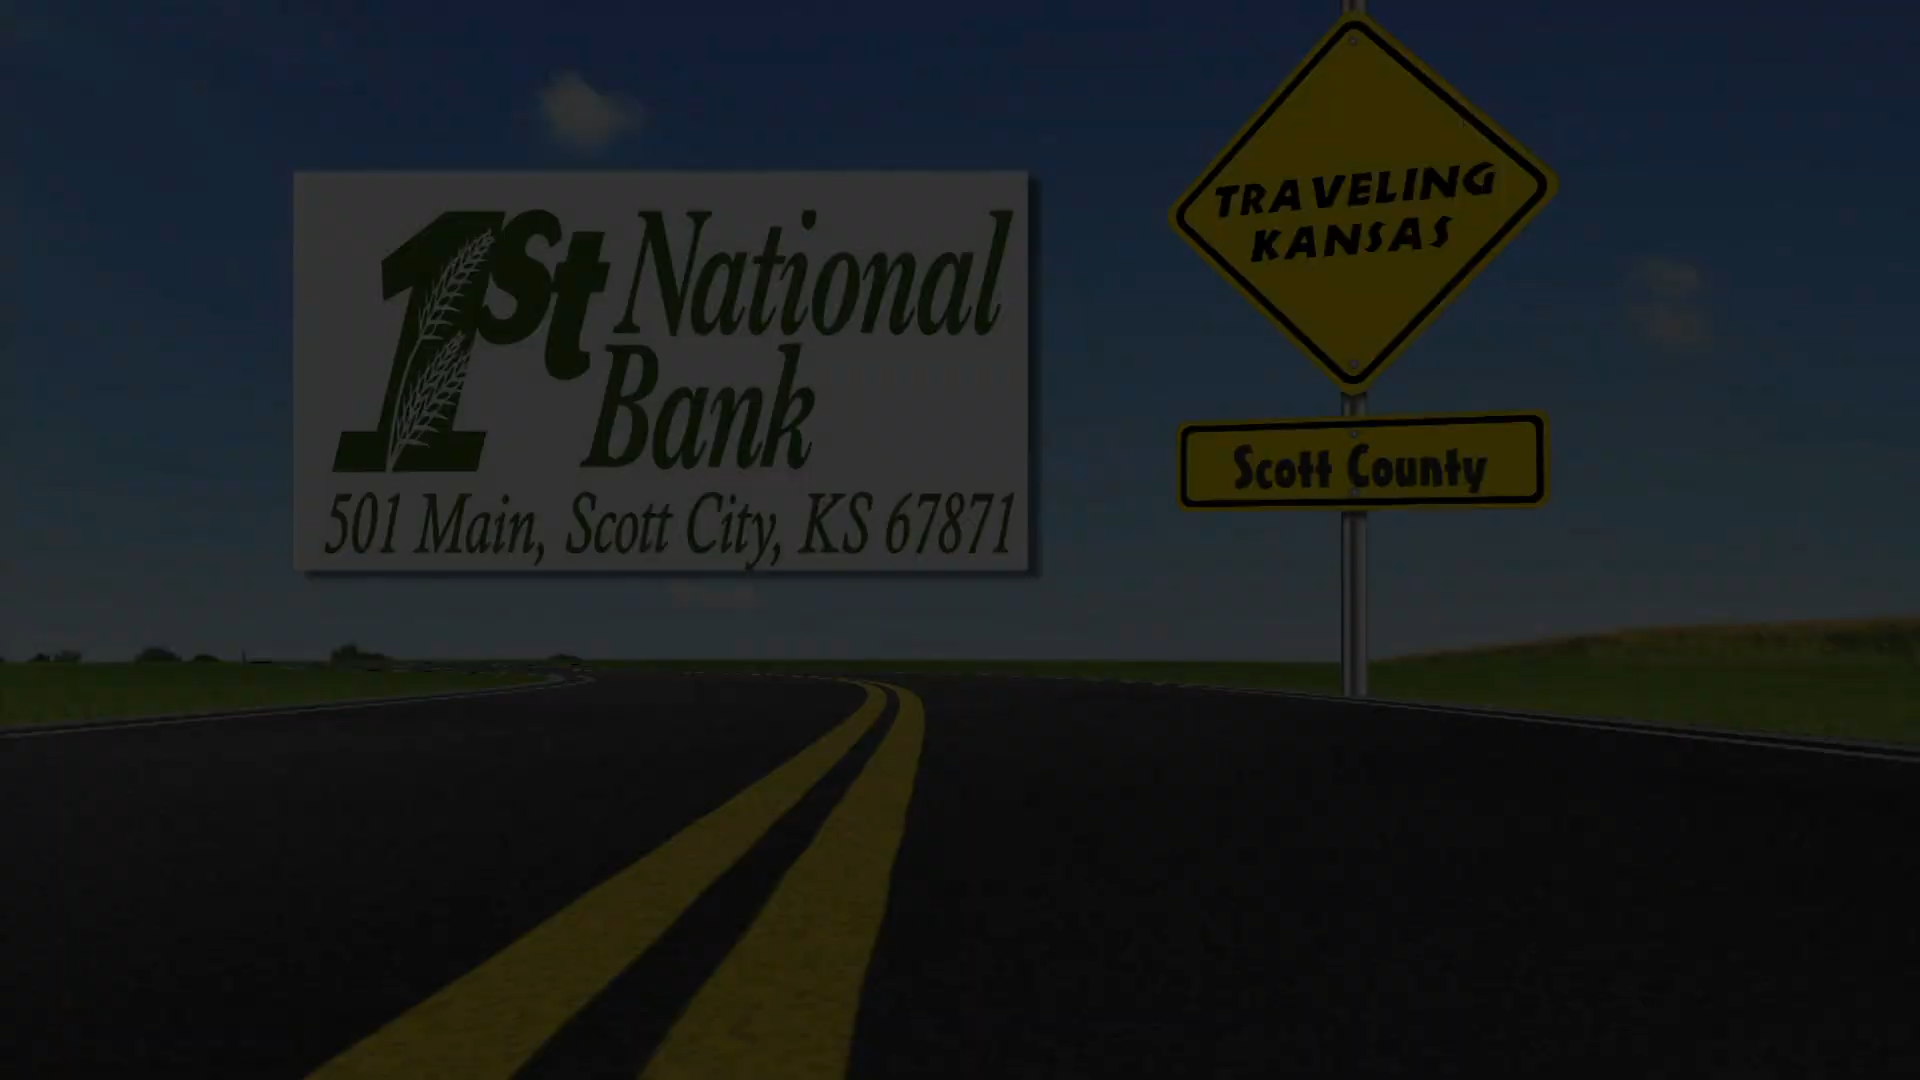 1st National
Bank
501 Main, Scott City, KS 67871
TRAVELING
KANSAS
Scott County